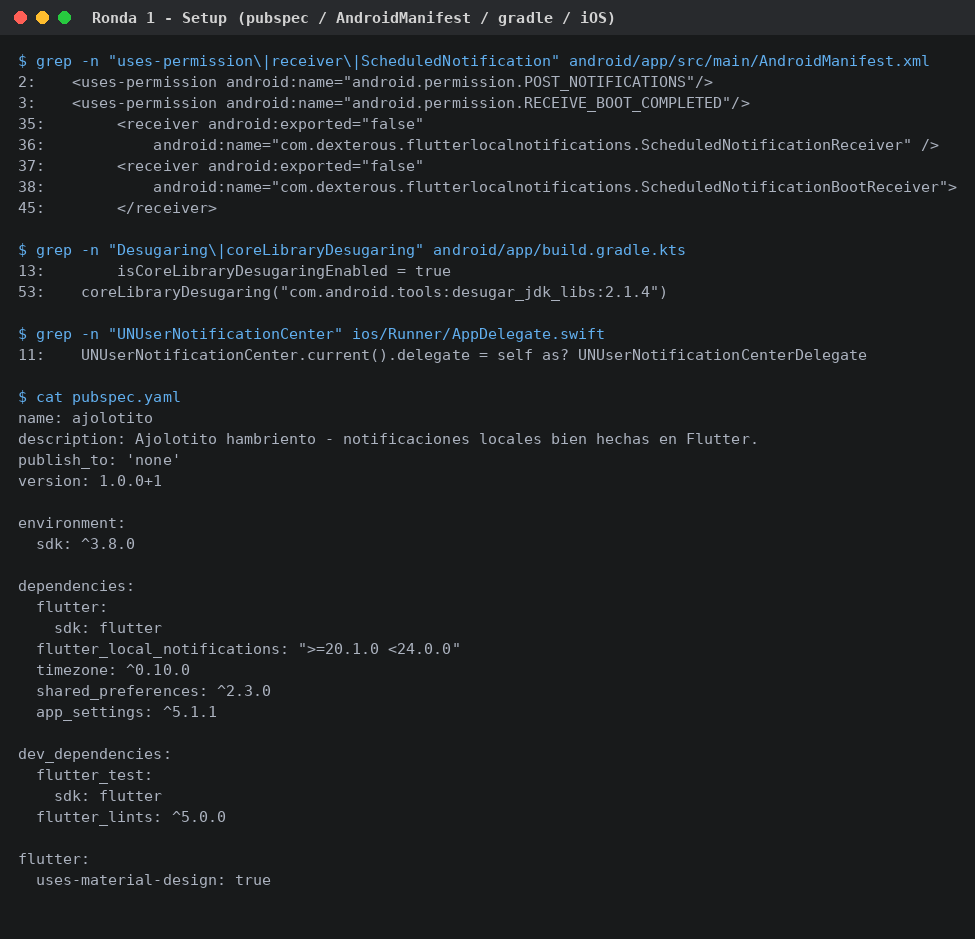 Ronda 1 - Setup (pubspec / AndroidManifest / gradle / iOS)
$ grep -n "uses-permission\|receiver\|ScheduledNotification" android/app/src/main/AndroidManifest.xml
2:    <uses-permission android:name="android.permission.POST_NOTIFICATIONS"/>
3:    <uses-permission android:name="android.permission.RECEIVE_BOOT_COMPLETED"/>
35:        <receiver android:exported="false"
36:            android:name="com.dexterous.flutterlocalnotifications.ScheduledNotificationReceiver" />
37:        <receiver android:exported="false"
38:            android:name="com.dexterous.flutterlocalnotifications.ScheduledNotificationBootReceiver">
45:        </receiver>

$ grep -n "Desugaring\|coreLibraryDesugaring" android/app/build.gradle.kts
13:        isCoreLibraryDesugaringEnabled = true
53:    coreLibraryDesugaring("com.android.tools:desugar_jdk_libs:2.1.4")

$ grep -n "UNUserNotificationCenter" ios/Runner/AppDelegate.swift
11:    UNUserNotificationCenter.current().delegate = self as? UNUserNotificationCenterDelegate

$ cat pubspec.yaml
name: ajolotito
description: Ajolotito hambriento - notificaciones locales bien hechas en Flutter.
publish_to: 'none'
version: 1.0.0+1

environment:
  sdk: ^3.8.0

dependencies:
  flutter:
    sdk: flutter
  flutter_local_notifications: ">=20.1.0 <24.0.0"
  timezone: ^0.10.0
  shared_preferences: ^2.3.0
  app_settings: ^5.1.1

dev_dependencies:
  flutter_test:
    sdk: flutter
  flutter_lints: ^5.0.0

flutter:
  uses-material-design: true